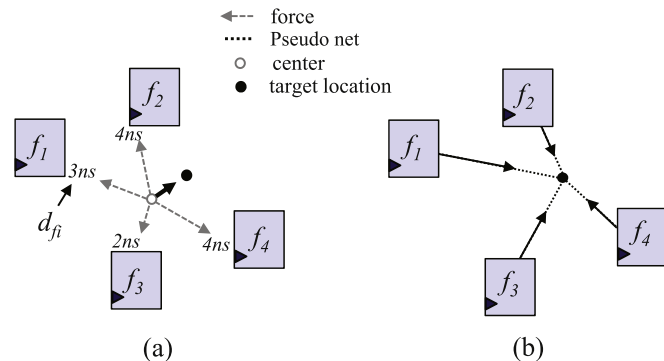 force
Pseudo net
center
target location
f2
4ns
f1
3ns
dfi
2ns
4ns
f4
f3
(a)
f2
f1
f4
f3
(b)